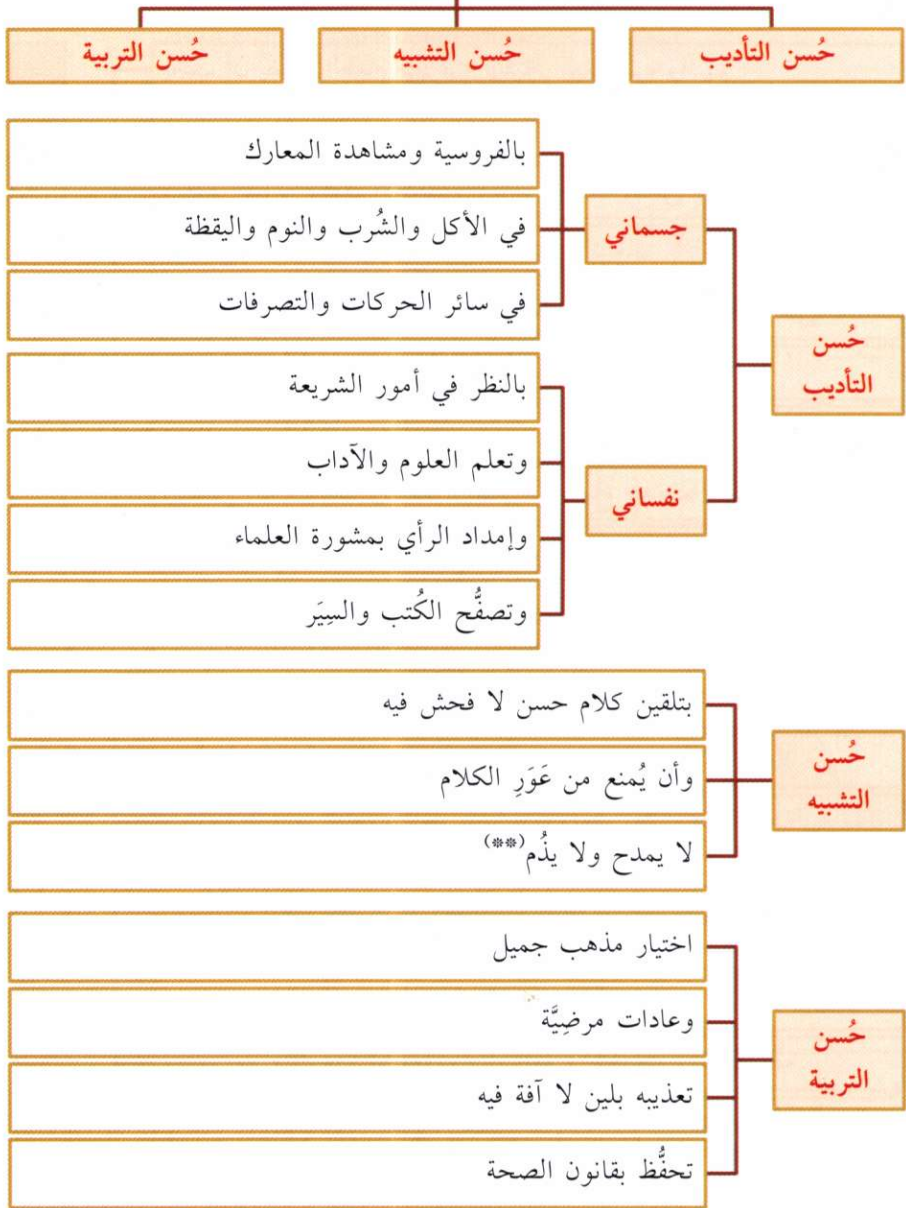 حُسن التأديب
حُسن التشبيه
حُسن التربية
حُسن
التأديب
جسماني
بالفروسية ومشاهدة المعارك
في الأكل والشُرب والنوم واليقظة
في سائر الحركات والتصرفات
نفساني
بالنظر في أمور الشريعة
وتعلم العلوم والآداب
وإمداد الرأي بمشورة العلماء
وتصفُّح الكُتب والسِيَر
حُسن
التشبيه
بتلقين كلام حسن لا فحش فيه
وأن يُمنع من عَوَرِ الكلام
لا يمدح ولا يذُم(**)
حُسن
التربية
اختيار مذهب جميل
وعادات مرضِيَّة
تعذيبه بلين لا آفة فيه
تحفُّظ بقانون الصحة